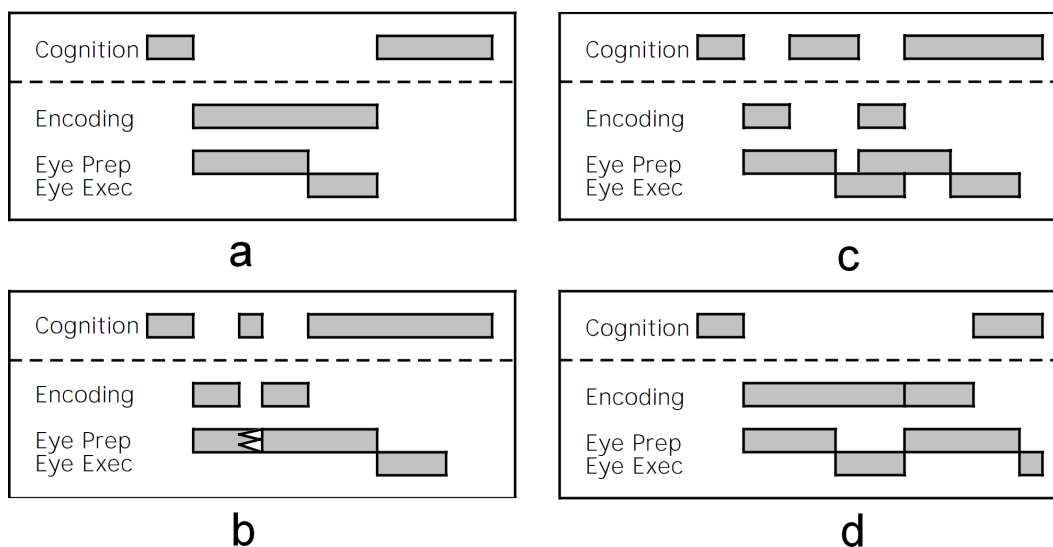 Cognition
Encoding
Eye Prep
Eye Exec
a
Cognition
Encoding
Eye Prep
Eye Exec
c
Cognition
Encoding
Eye Prep
Eye Exec
b
Cognition
Encoding
Eye Prep
Eye Exec
d